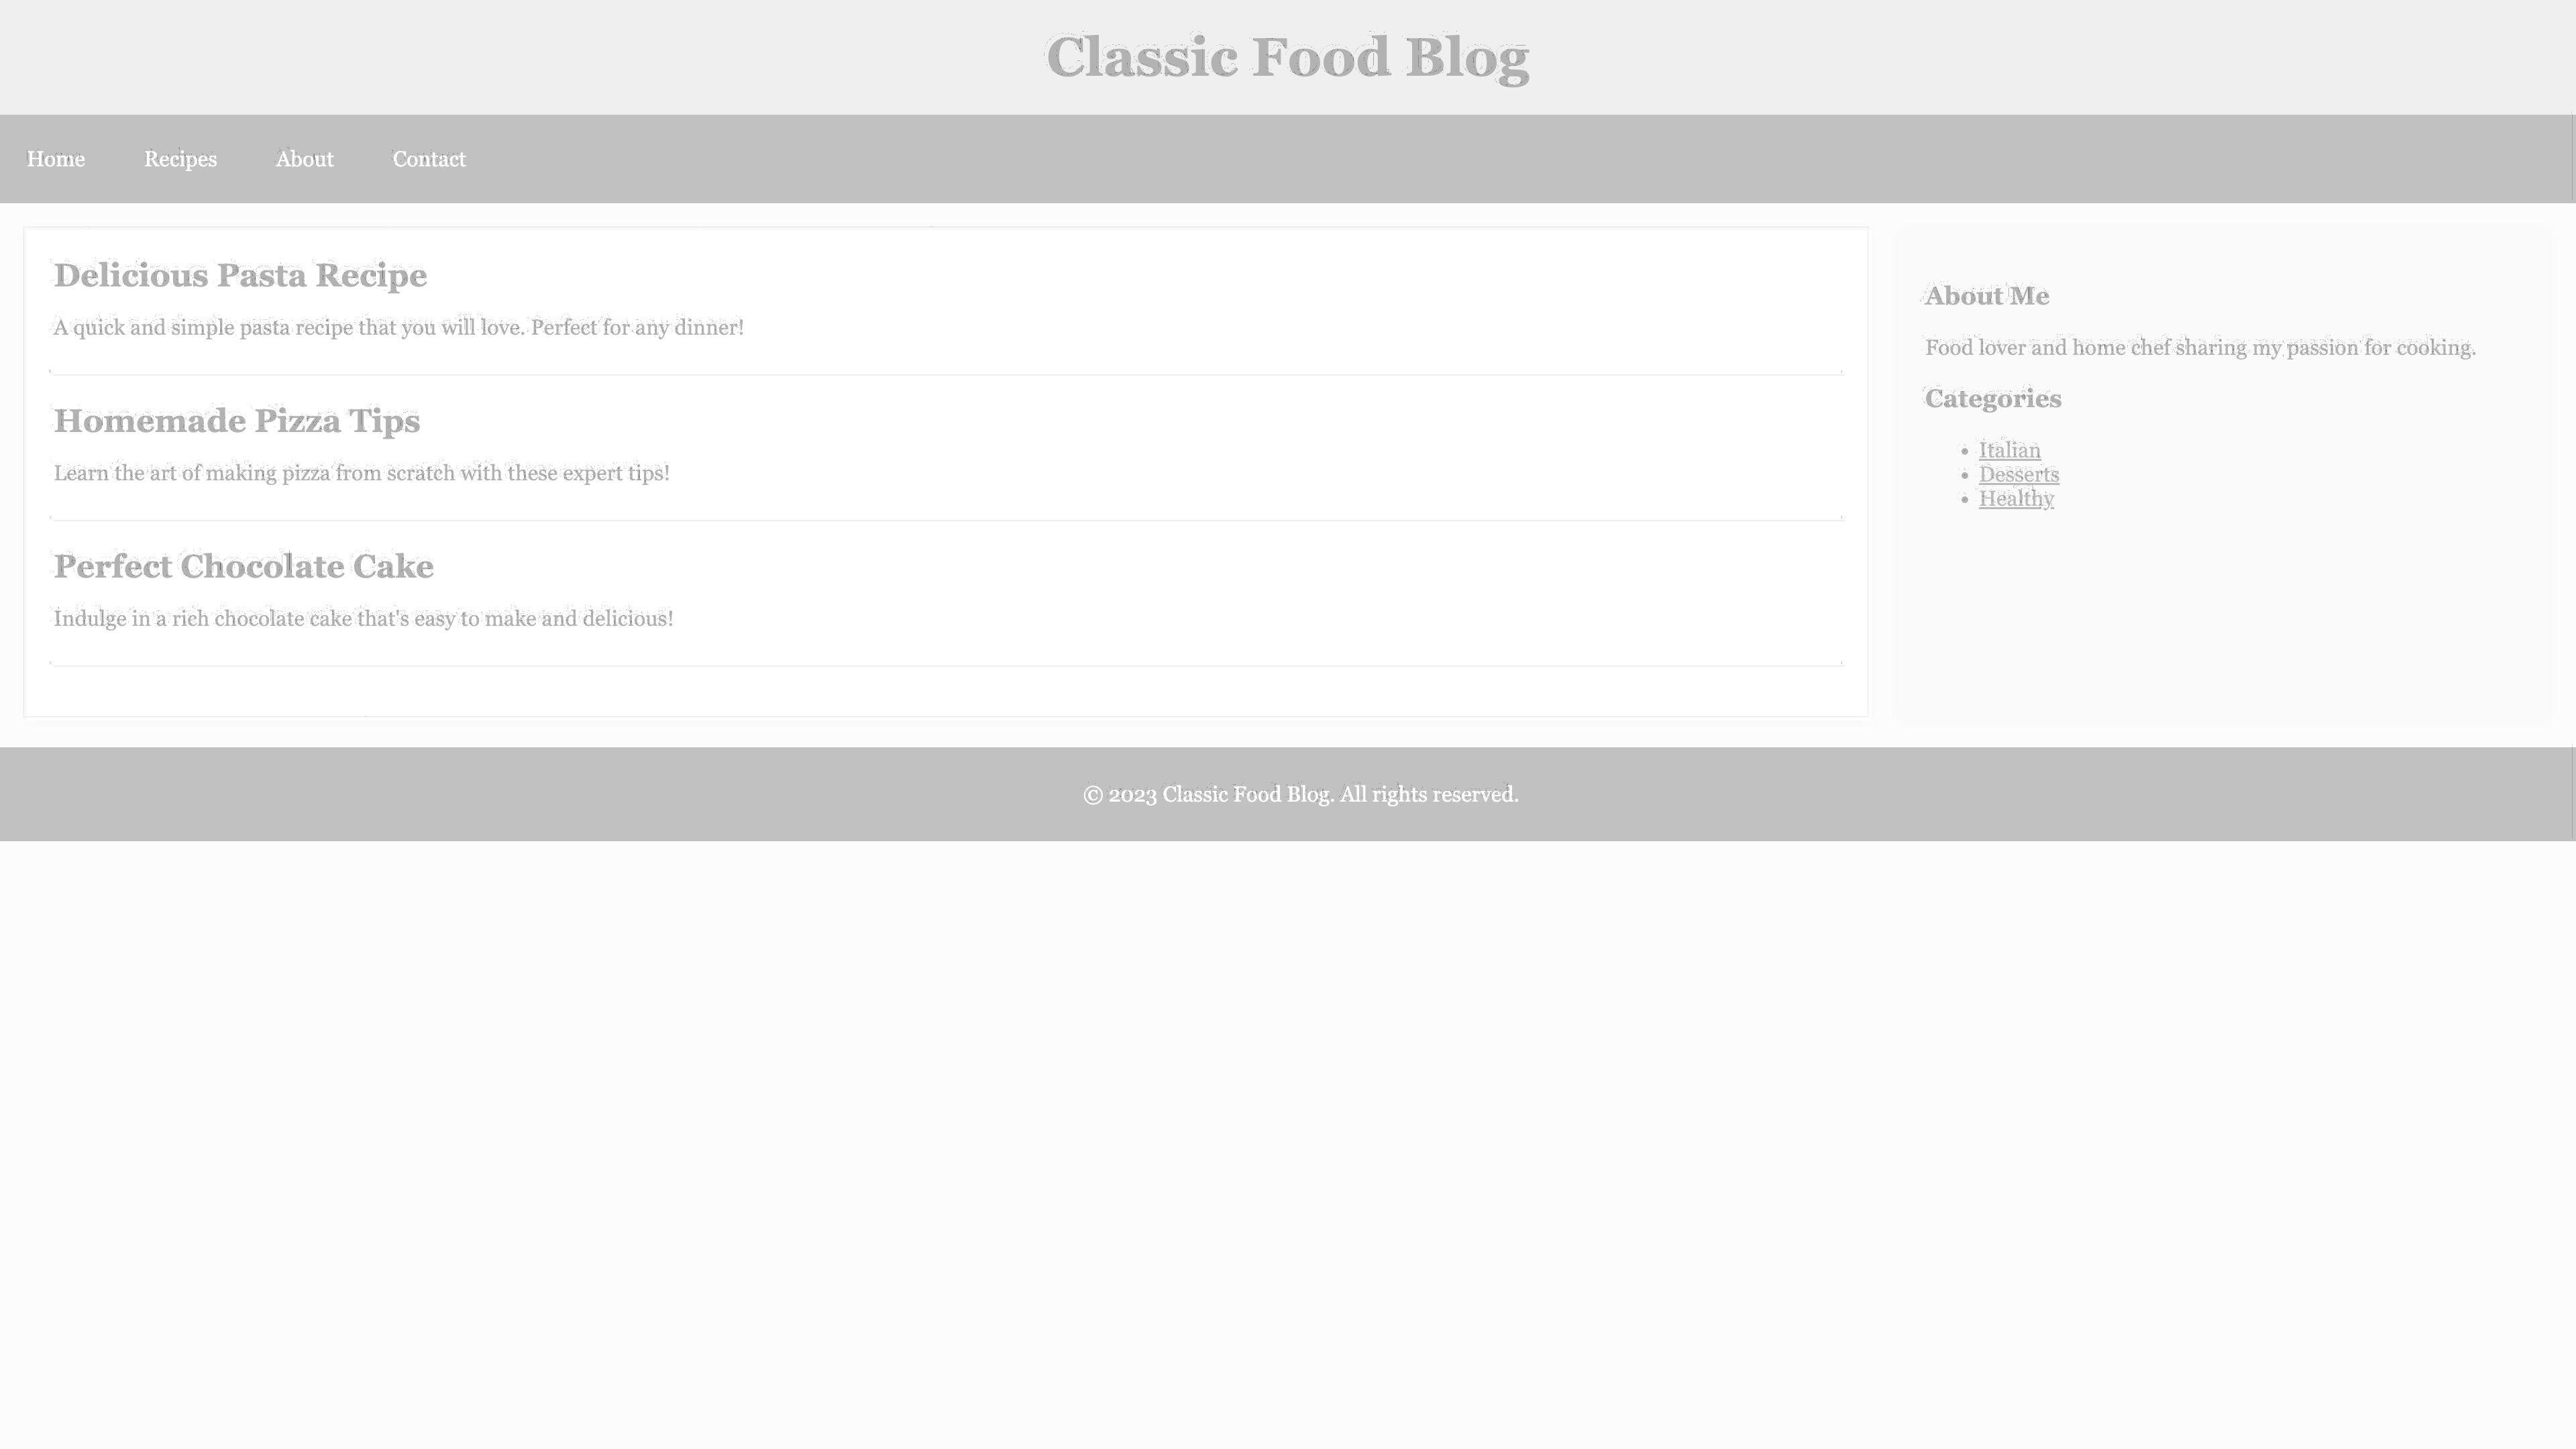 Classic Food Blog
Home Recipes About Contact
Delicious Pasta Recipe
A quick and simple pasta recipe that you will love. Perfect for any dinner!
Homemade Pizza Tips
Learn the art of making pizza from scratch with these expert tips!
Perfect Chocolate Cake
Indulge in a rich chocolate cake that's easy to make and delicious!
About Me
Food lover and home chef sharing my passion for cooking.
Categories
• Italian
• Desserts
• Healthy
© 2023 Classic Food Blog. All rights reserved.